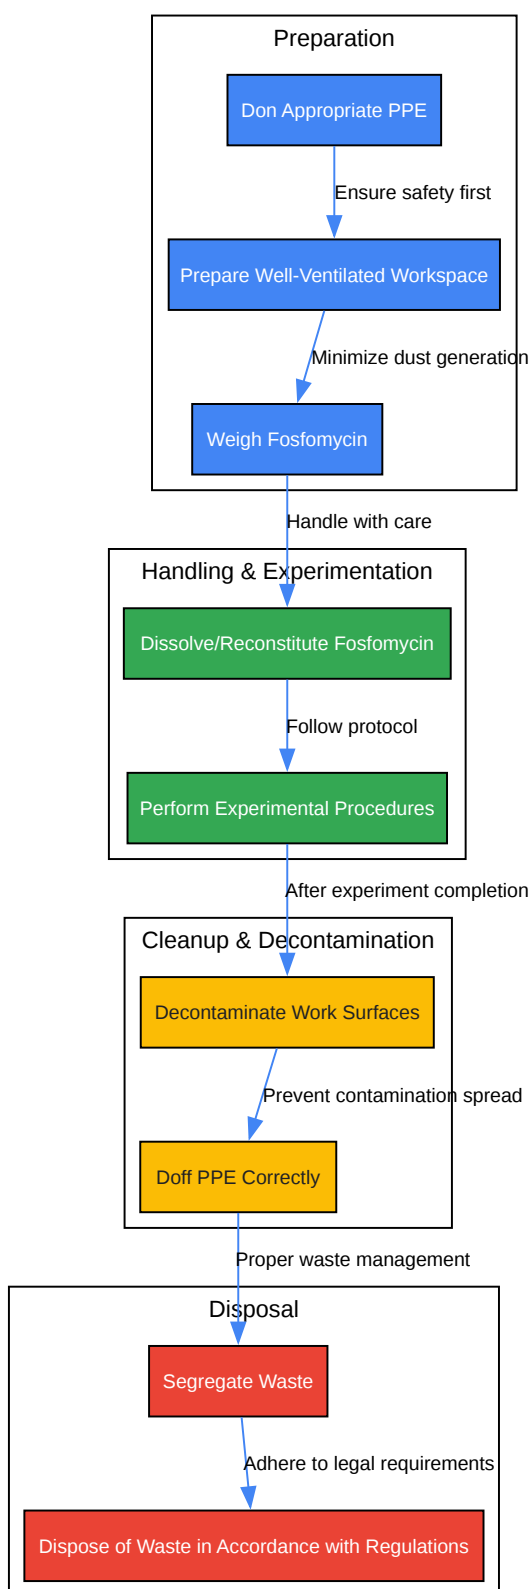 Preparation
Don Appropriate PPE
Ensure safety first
Prepare Well-Ventilated Workspace
Minimize dust generation
Weigh Fosfomycin
Handle with care
Handling & Experimentation
Dissolve/Reconstitute Fosfomycin
Follow protocol
Perform Experimental Procedures
After experiment completion
Cleanup & Decontamination
Decontaminate Work Surfaces
Prevent contamination spread
Doff PPE Correctly
Proper waste management
Disposal
Segregate Waste
Adhere to legal requirements
Dispose of Waste in Accordance with Regulations